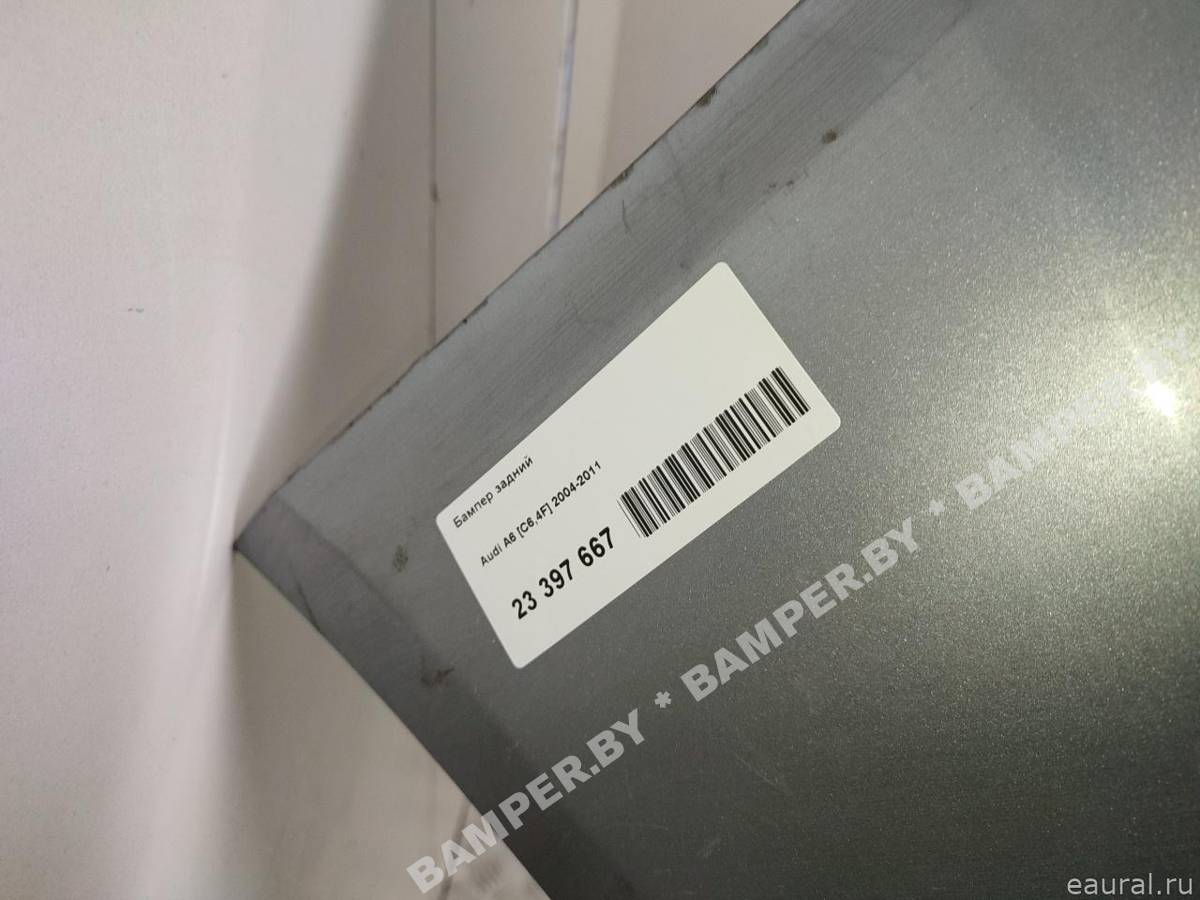 Бампер задний
Audi A6 [C6,4F] 2004-2011
23 397 667
BAMPER.BY * BAMPER.BY * BAMPER.BY
eaural.ru